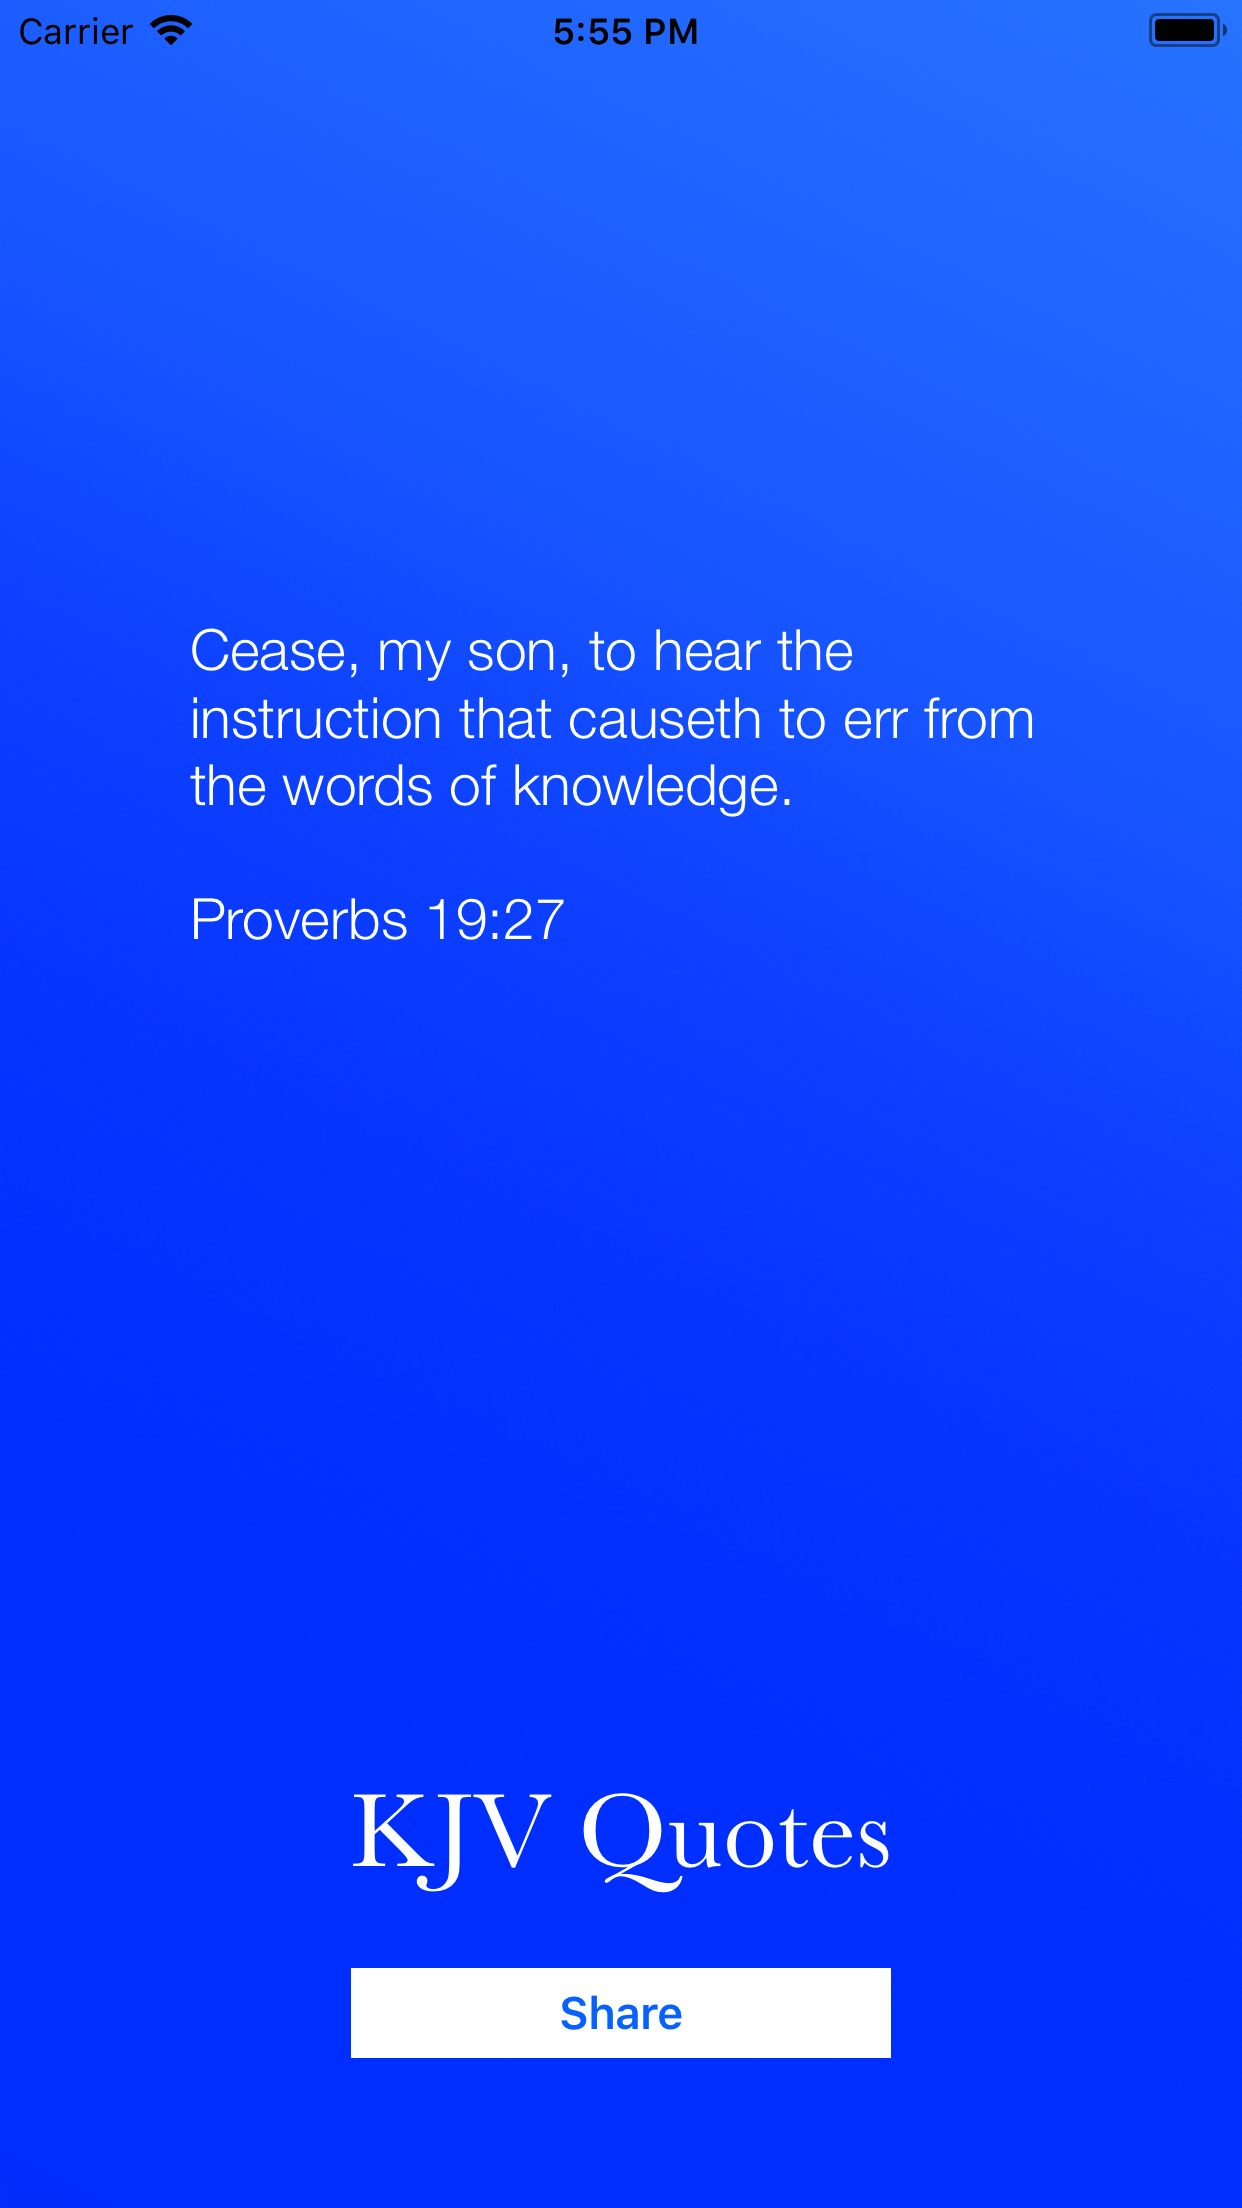 Carrier 5:55 PM
Cease, my son, to hear the
instruction that causeth to err from
the words of knowledge.
Proverbs 19:27
KJV Quotes
Share